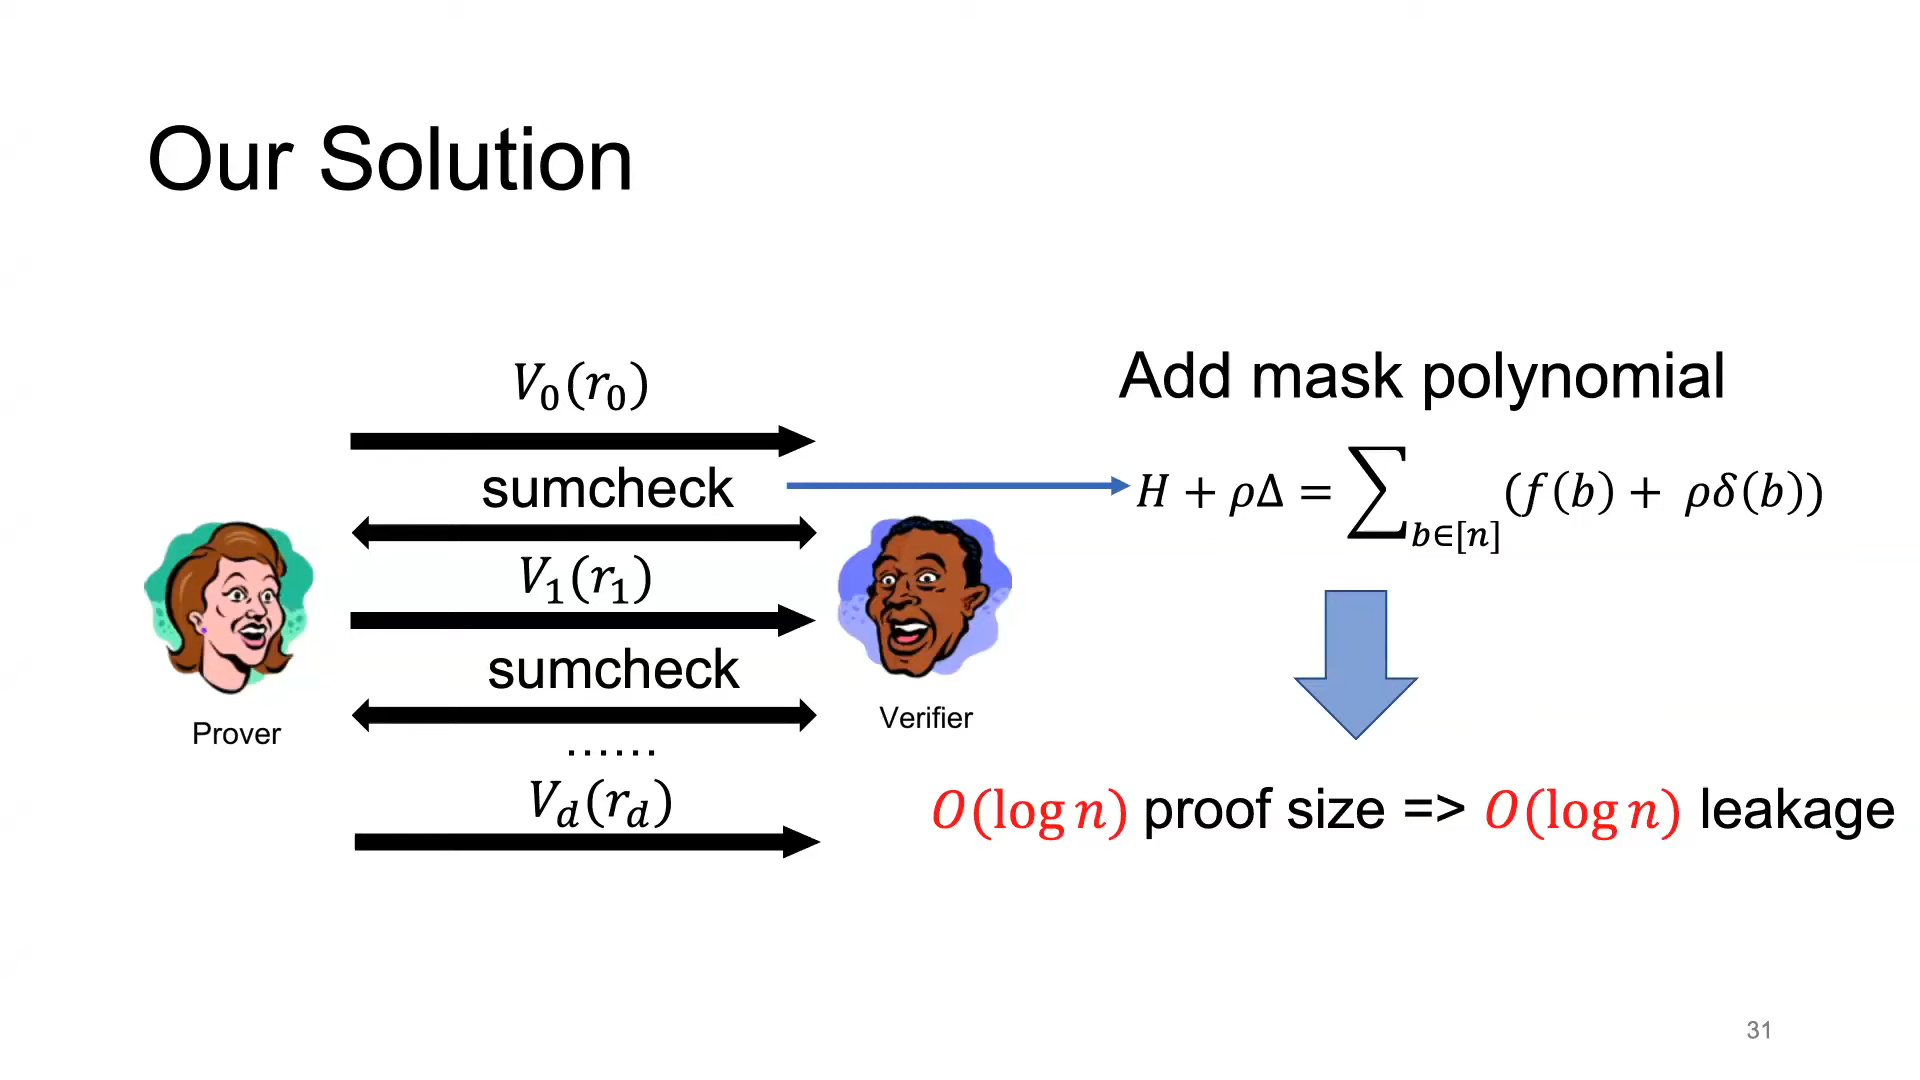 Our Solution
V₀(r₀)
sumcheck
V₁(r₁)
sumcheck
......
V_d(r_d)
Prover
Verifier
Add mask polynomial
H + ρΔ = ∑_{b∈[n]} (f(b) + ρδ(b))
O(log n) proof size => O(log n) leakage
31